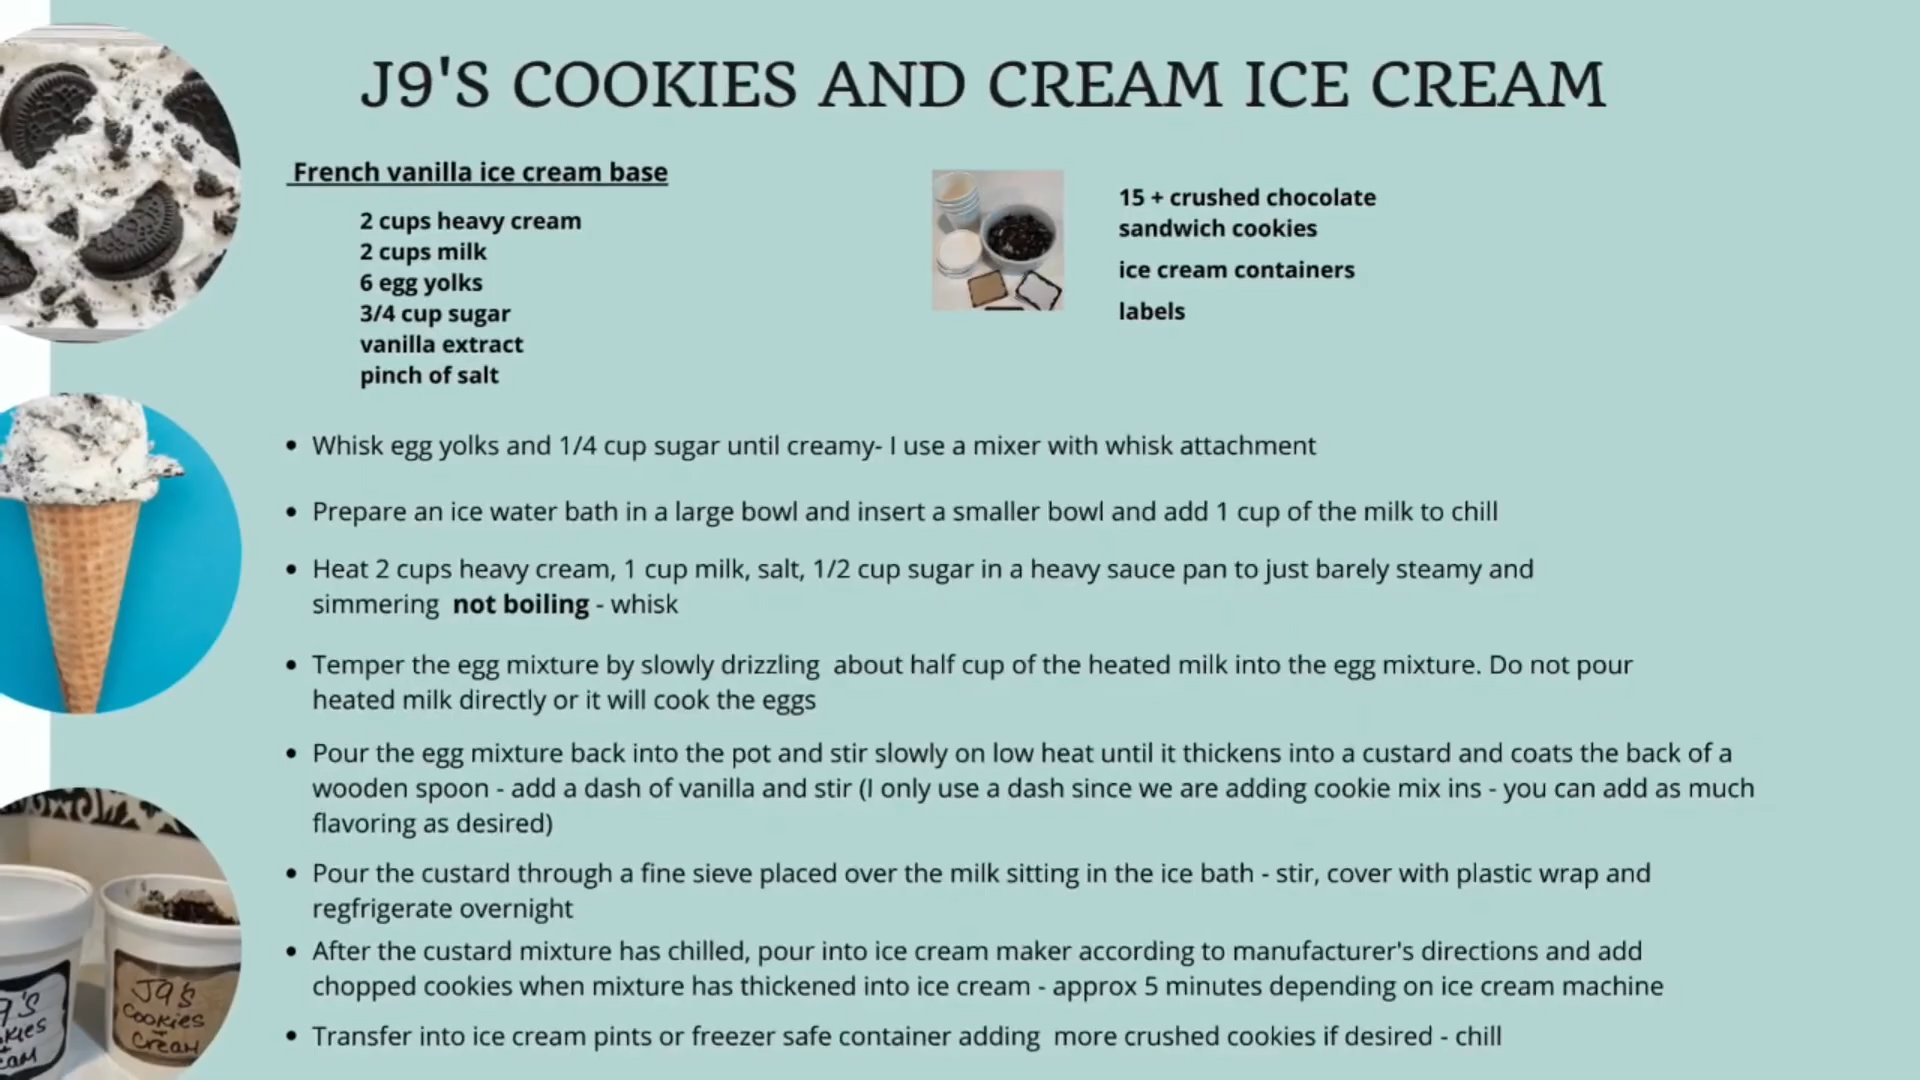 J9'S COOKIES AND CREAM ICE CREAM
French vanilla ice cream base
2 cups heavy cream
2 cups milk
6 egg yolks
3/4 cup sugar
vanilla extract
pinch of salt
15 + crushed chocolate
sandwich cookies
ice cream containers
labels
• Whisk egg yolks and 1/4 cup sugar until creamy- I use a mixer with whisk attachment
• Prepare an ice water bath in a large bowl and insert a smaller bowl and add 1 cup of the milk to chill
• Heat 2 cups heavy cream, 1 cup milk, salt, 1/2 cup sugar in a heavy sauce pan to just barely steamy and
simmering not boiling - whisk
• Temper the egg mixture by slowly drizzling about half cup of the heated milk into the egg mixture. Do not pour
heated milk directly or it will cook the eggs
• Pour the egg mixture back into the pot and stir slowly on low heat until it thickens into a custard and coats the back of a
wooden spoon - add a dash of vanilla and stir (I only use a dash since we are adding cookie mix ins - you can add as much
flavoring as desired)
• Pour the custard through a fine sieve placed over the milk sitting in the ice bath - stir, cover with plastic wrap and
regfrigerate overnight
• After the custard mixture has chilled, pour into ice cream maker according to manufacturer's directions and add
chopped cookies when mixture has thickened into ice cream - approx 5 minutes depending on ice cream machine
• Transfer into ice cream pints or freezer safe container adding more crushed cookies if desired - chill
J9's
Cookies
Cream